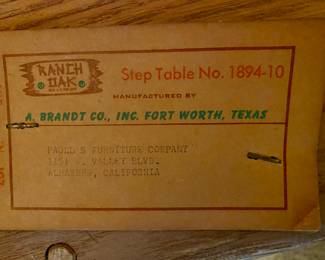 RANCH
OAK
Step Table No. 1894-10
MANUFACTURED BY
A. BRANDT CO., INC. FORT WORTH, TEXAS
FURNITURE COMPANY
VALLEY BLVD.
ALHAMBRA, CALIFORNIA